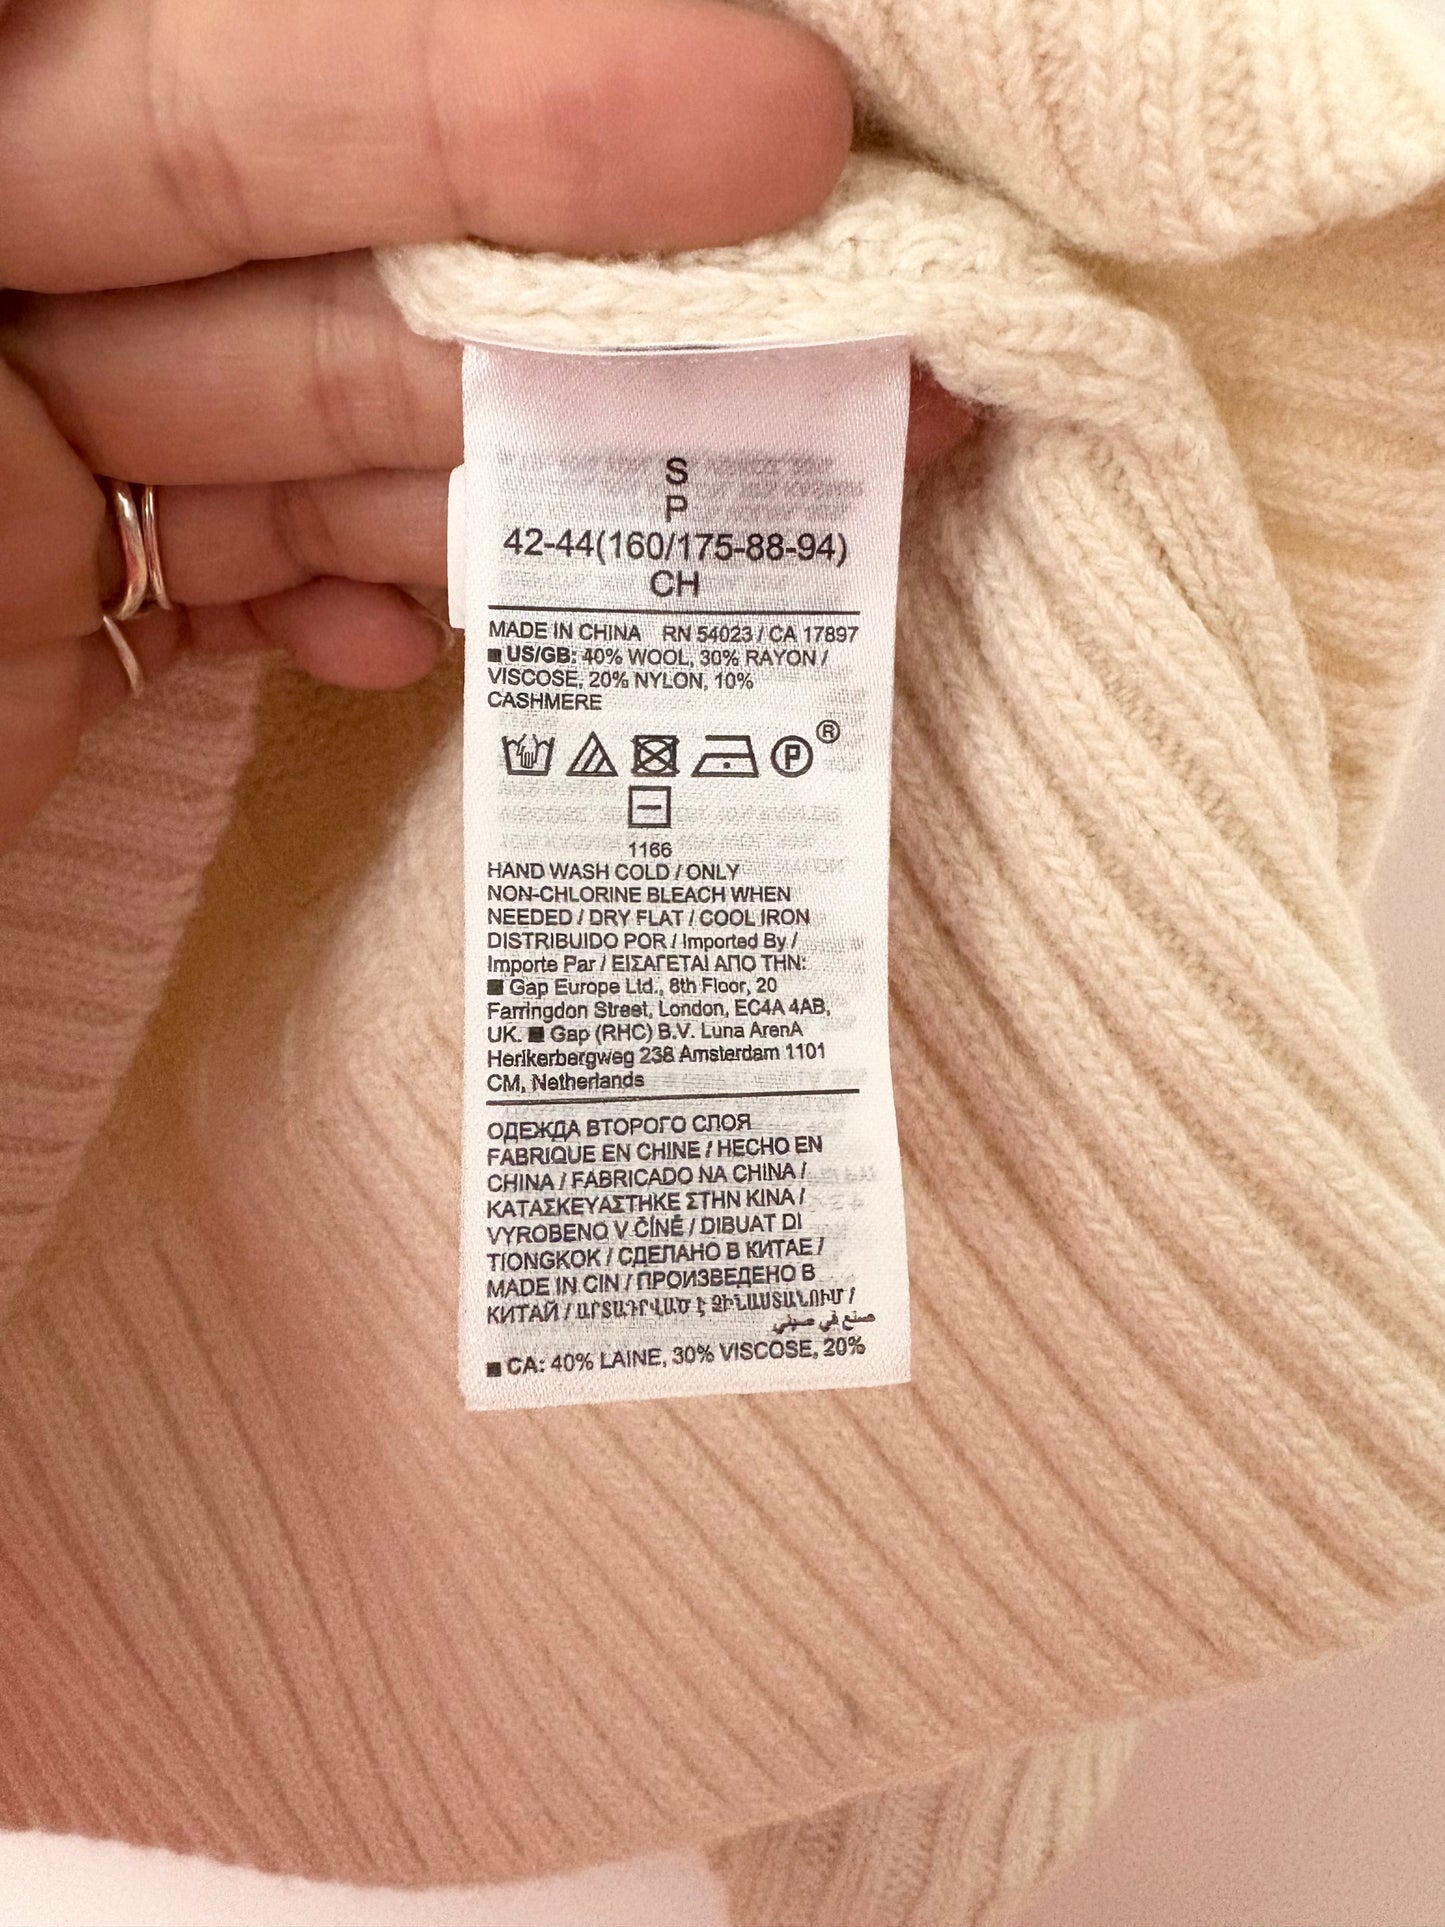 S
P
42-44(160/175-88-94)
CH
MADE IN CHINA RN 54023 / CA 17897
■ US/GB: 40% WOOL, 30% RAYON /
VISCOSE, 20% NYLON, 10%
CASHMERE
P ®
1166
HAND WASH COLD / ONLY
NON-CHLORINE BLEACH WHEN
NEEDED / DRY FLAT / COOL IRON
DISTRIBUIDO POR / Imported By /
Importe Par / ΕΙΣΑΓΕΤΑΙ ΑΠΟ ΤΗΝ:
■ Gap Europe Ltd., 8th Floor, 20
Farringdon Street, London, EC4A 4AB,
UK. ■ Gap (RHC) B.V. Luna ArenA
Herikerbergweg 238 Amsterdam 1101
CM, Netherlands
ОДЕЖДА ВТОРОГО СЛОЯ
FABRIQUE EN CHINE / HECHO EN
CHINA / FABRICADO NA CHINA /
ΚΑΤΑΣΚΕΥΑΣΤΗΚΕ ΣΤΗΝ ΚΙΝΑ /
VYROBENO V ČÍNĚ / DIBUAT DI
TIONGKOK / СДЕЛАНО В КИТАЕ /
MADE IN CIN / ПРОИЗВЕДЕНО В
КИТАЙ / ԱՐՏԱԴՐՎԱԾ Է ՉԻՆԱՍՏԱՆՈՒՄ /
صنع في صيني
■ CA: 40% LAINE, 30% VISCOSE, 20%